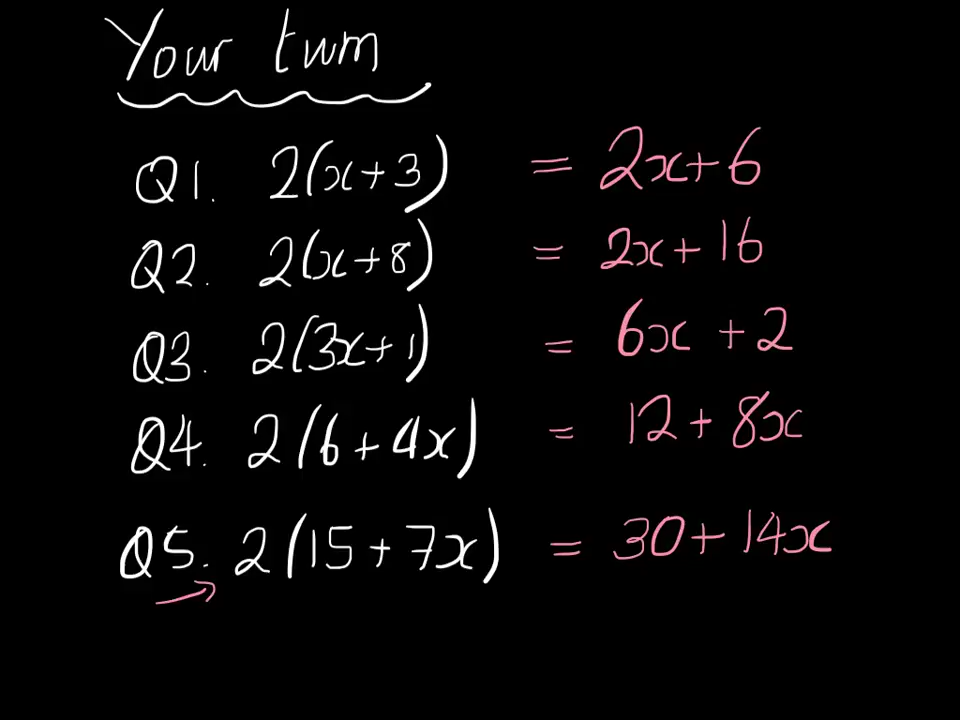 Your turn
Q1. 2(x+3) = 2x+6
Q2. 2(x+8) = 2x+16
Q3. 2(3x+1) = 6x+2
Q4. 2(6+4x) = 12+8x
Q5. 2(15+7x) = 30+14x